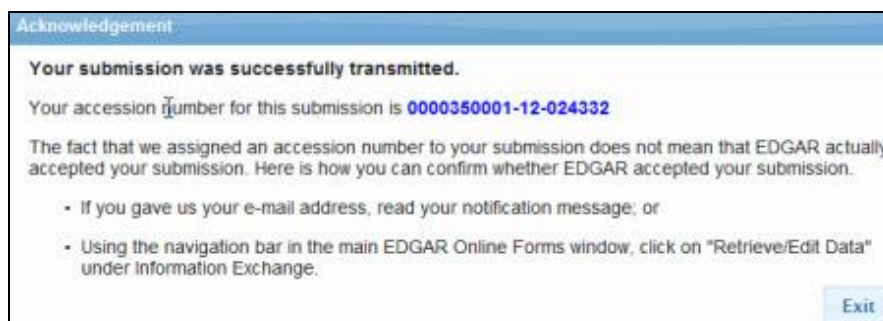 Acknowledgement
Your submission was successfully transmitted.
Your accession number for this submission is 0000350001-12-024332
The fact that we assigned an accession number to your submission does not mean that EDGAR actually
accepted your submission. Here is how you can confirm whether EDGAR accepted your submission.
- If you gave us your e-mail address, read your notification message; or
- Using the navigation bar in the main EDGAR Online Forms window, click on "Retrieve/Edit Data"
under Information Exchange.
Exit